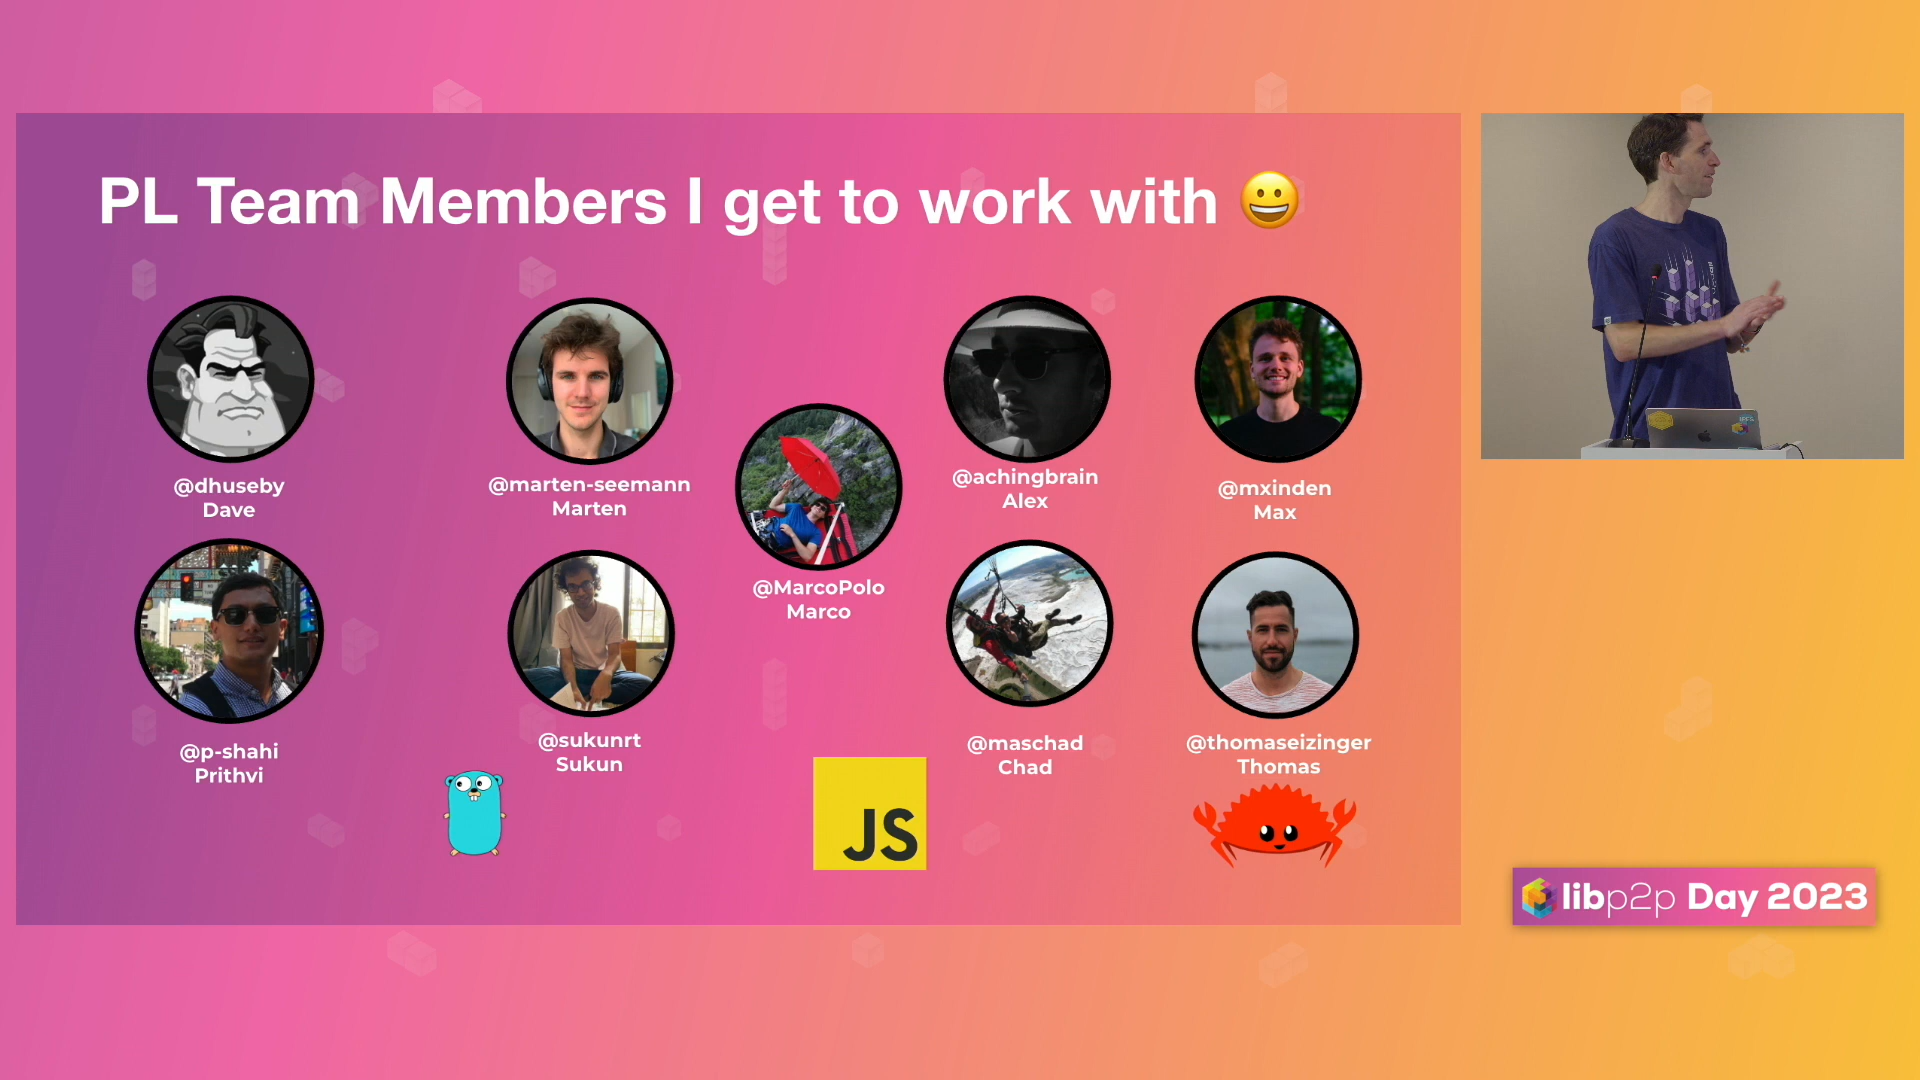 PL Team Members I get to work with 😀
@dhuseby
Dave
@marten-seemann
Marten
@MarcoPolo
Marco
@achingbrain
Alex
@mxinden
Max
@p-shahi
Prithvi
@sukunrt
Sukun
@maschad
Chad
@thomaseizinger
Thomas
JS
IPFS
libp2p Day 2023